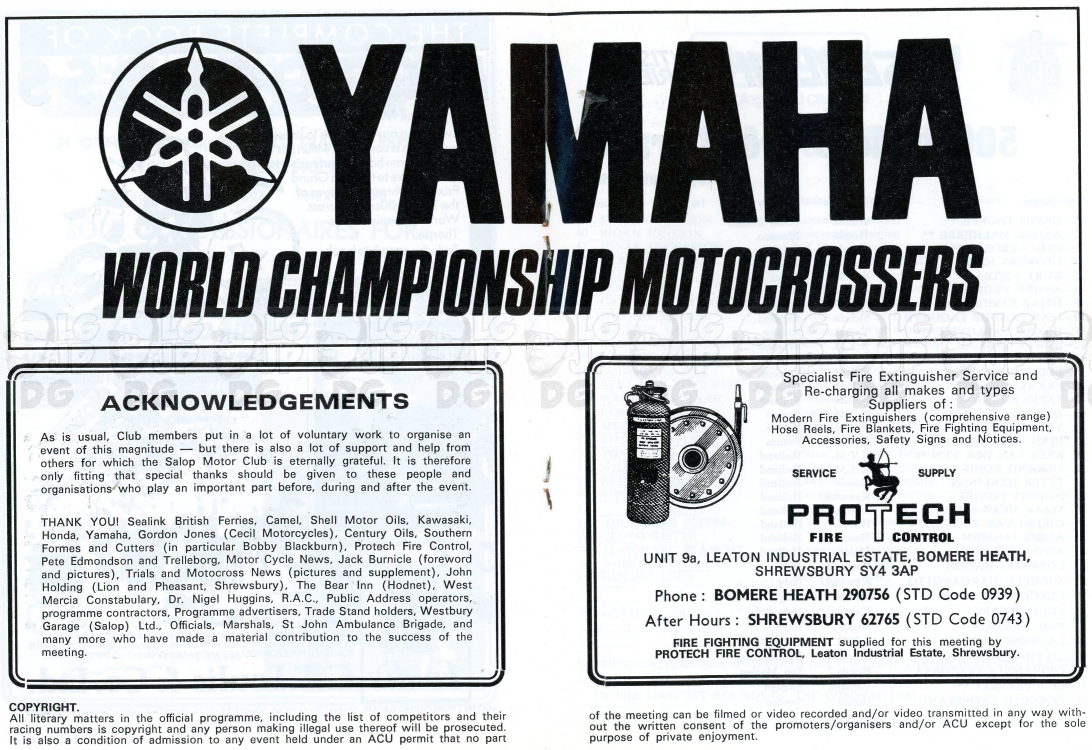 YAMAHA
WORLD CHAMPIONSHIP MOTOCROSSERS
ACKNOWLEDGEMENTS
As is usual, Club members put in a lot of voluntary work to organise an
event of this magnitude — but there is also a lot of support and help from
others for which the Salop Motor Club is eternally grateful. It is therefore
only fitting that special thanks should be given to these people and
organisations who play an important part before, during and after the event.
THANK YOU! Sealink British Ferries, Camel, Shell Motor Oils, Kawasaki,
Honda, Yamaha, Gordon Jones (Cecil Motorcycles), Century Oils, Southern
Formes and Cutters (in particular Bobby Blackburn), Protech Fire Control,
Pete Edmondson and Trelleborg, Motor Cycle News, Jack Burnicle (foreword
and pictures), Trials and Motocross News (pictures and supplement), John
Holding (Lion and Pheasant, Shrewsbury), The Bear Inn (Hodnet), West
Mercia Constabulary, Dr. Nigel Huggins, R.A.C., Public Address operators,
programme contractors, Programme advertisers, Trade Stand holders, Westbury
Garage (Salop) Ltd., Officials, Marshals, St John Ambulance Brigade, and
many more who have made a material contribution to the success of the
meeting.
Specialist Fire Extinguisher Service and
Re-charging all makes and types
Suppliers of :
Modern Fire Extinguishers (comprehensive range)
Hose Reels, Fire Blankets, Fire Fighting Equipment,
Accessories, Safety Signs and Notices.
SERVICE SUPPLY
PROTECH
FIRE CONTROL
UNIT 9a, LEATON INDUSTRIAL ESTATE, BOMERE HEATH,
SHREWSBURY SY4 3AP
Phone : BOMERE HEATH 290756 (STD Code 0939)
After Hours : SHREWSBURY 62765 (STD Code 0743)
FIRE FIGHTING EQUIPMENT supplied for this meeting by
PROTECH FIRE CONTROL, Leaton Industrial Estate, Shrewsbury.
COPYRIGHT.
All literary matters in the official programme, including the list of competitors and their
racing numbers is copyright and any person making illegal use thereof will be prosecuted.
It is also a condition of admission to any event held under an ACU permit that no part
of the meeting can be filmed or video recorded and/or video transmitted in any way with-
out the written consent of the promoters/organisers and/or ACU except for the sole
purpose of private enjoyment.